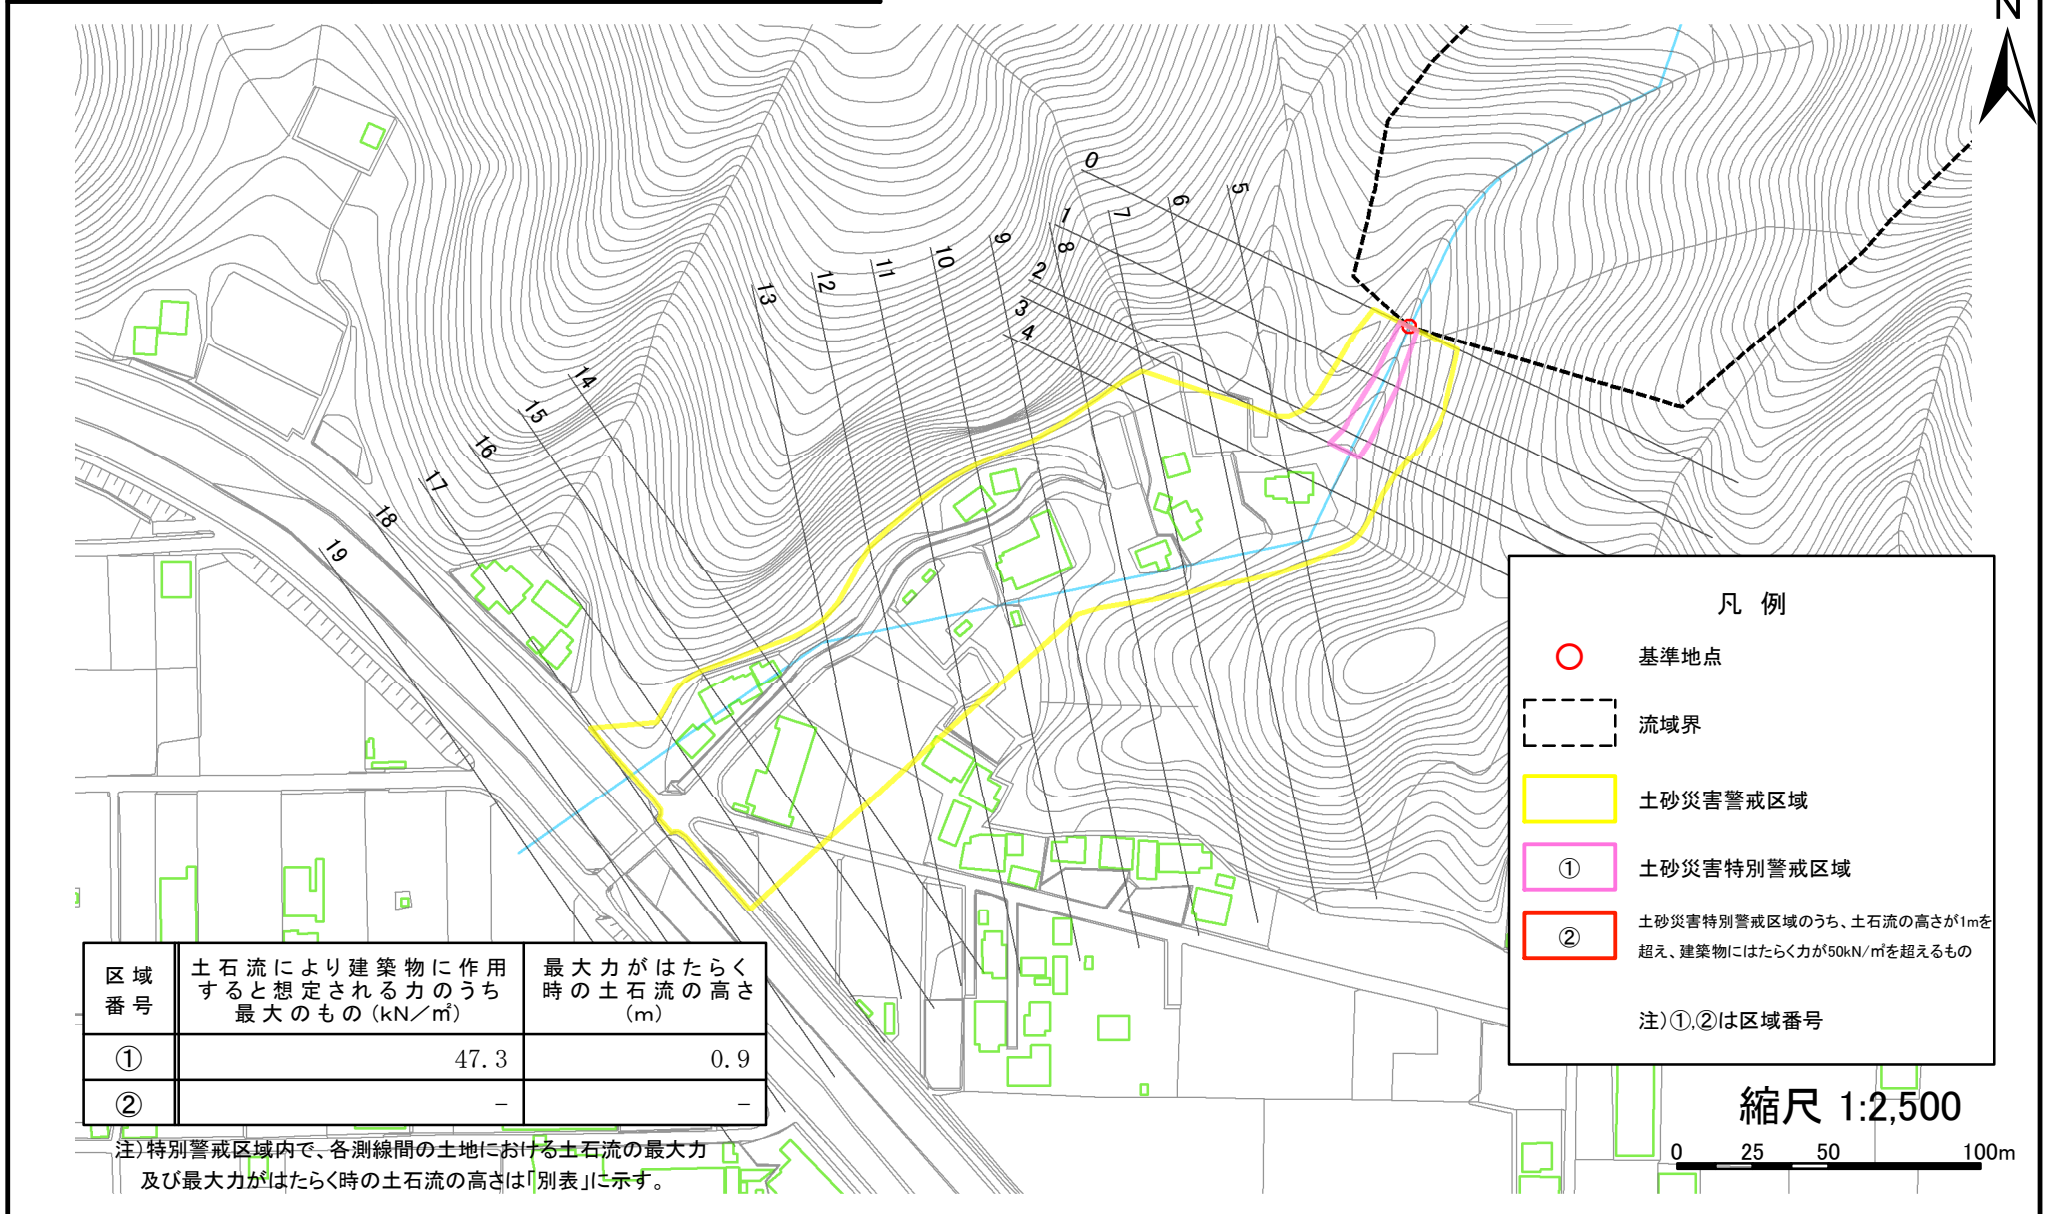 N
0
1
2
3
4
5
6
7
8
9
10
11
12
13
14
15
16
17
18
19
凡 例
基準地点
流域界
土砂災害警戒区域
① 土砂災害特別警戒区域
② 土砂災害特別警戒区域のうち、土石流の高さが1mを
超え、建築物にはたらく力が50kN/㎡を超えるもの
注)①,②は区域番号
縮尺 1:2,500
0 25 50 100m
区域
番号
土石流により建築物に作用
すると想定される力のうち
最大のもの(kN/㎡)
最大力がはたらく
時の土石流の高さ
(m)
① 47.3 0.9
② - -
注)特別警戒区域内で、各測線間の土地における土石流の最大力
及び最大力がはたらく時の土石流の高さは「別表」に示す。